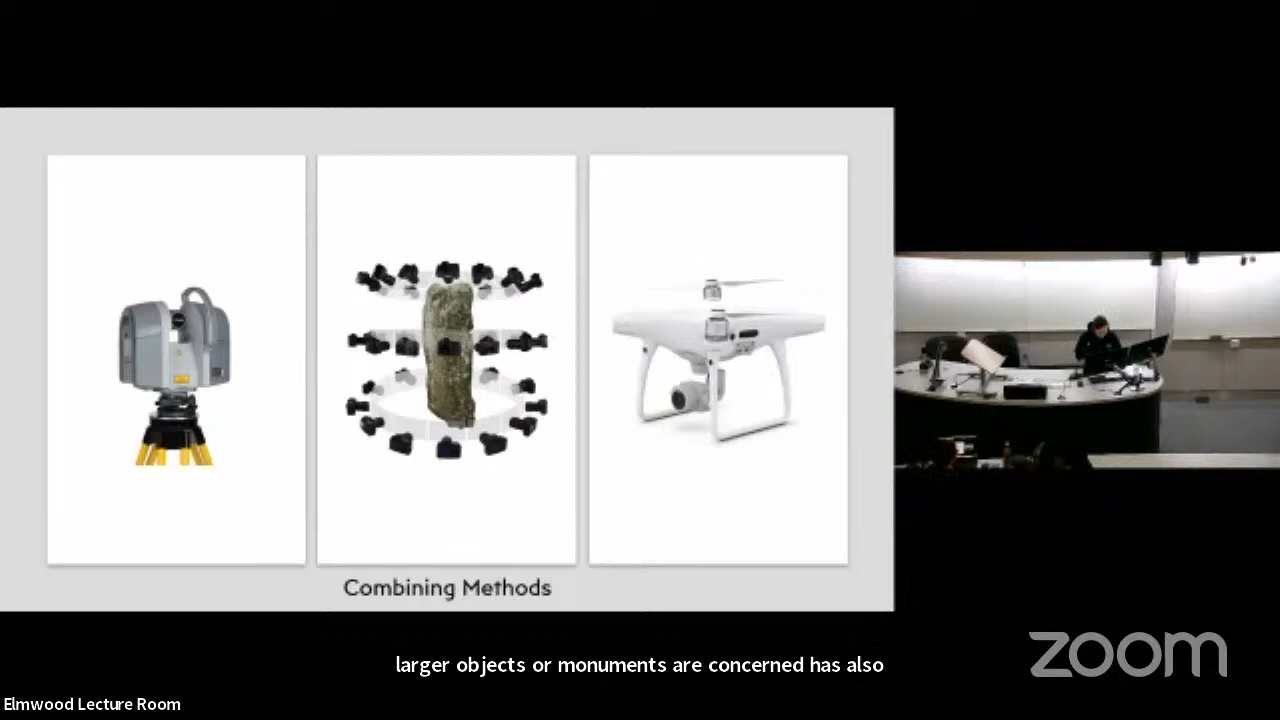 Combining Methods
larger objects or monuments are concerned has also
zoom
Elmwood Lecture Room